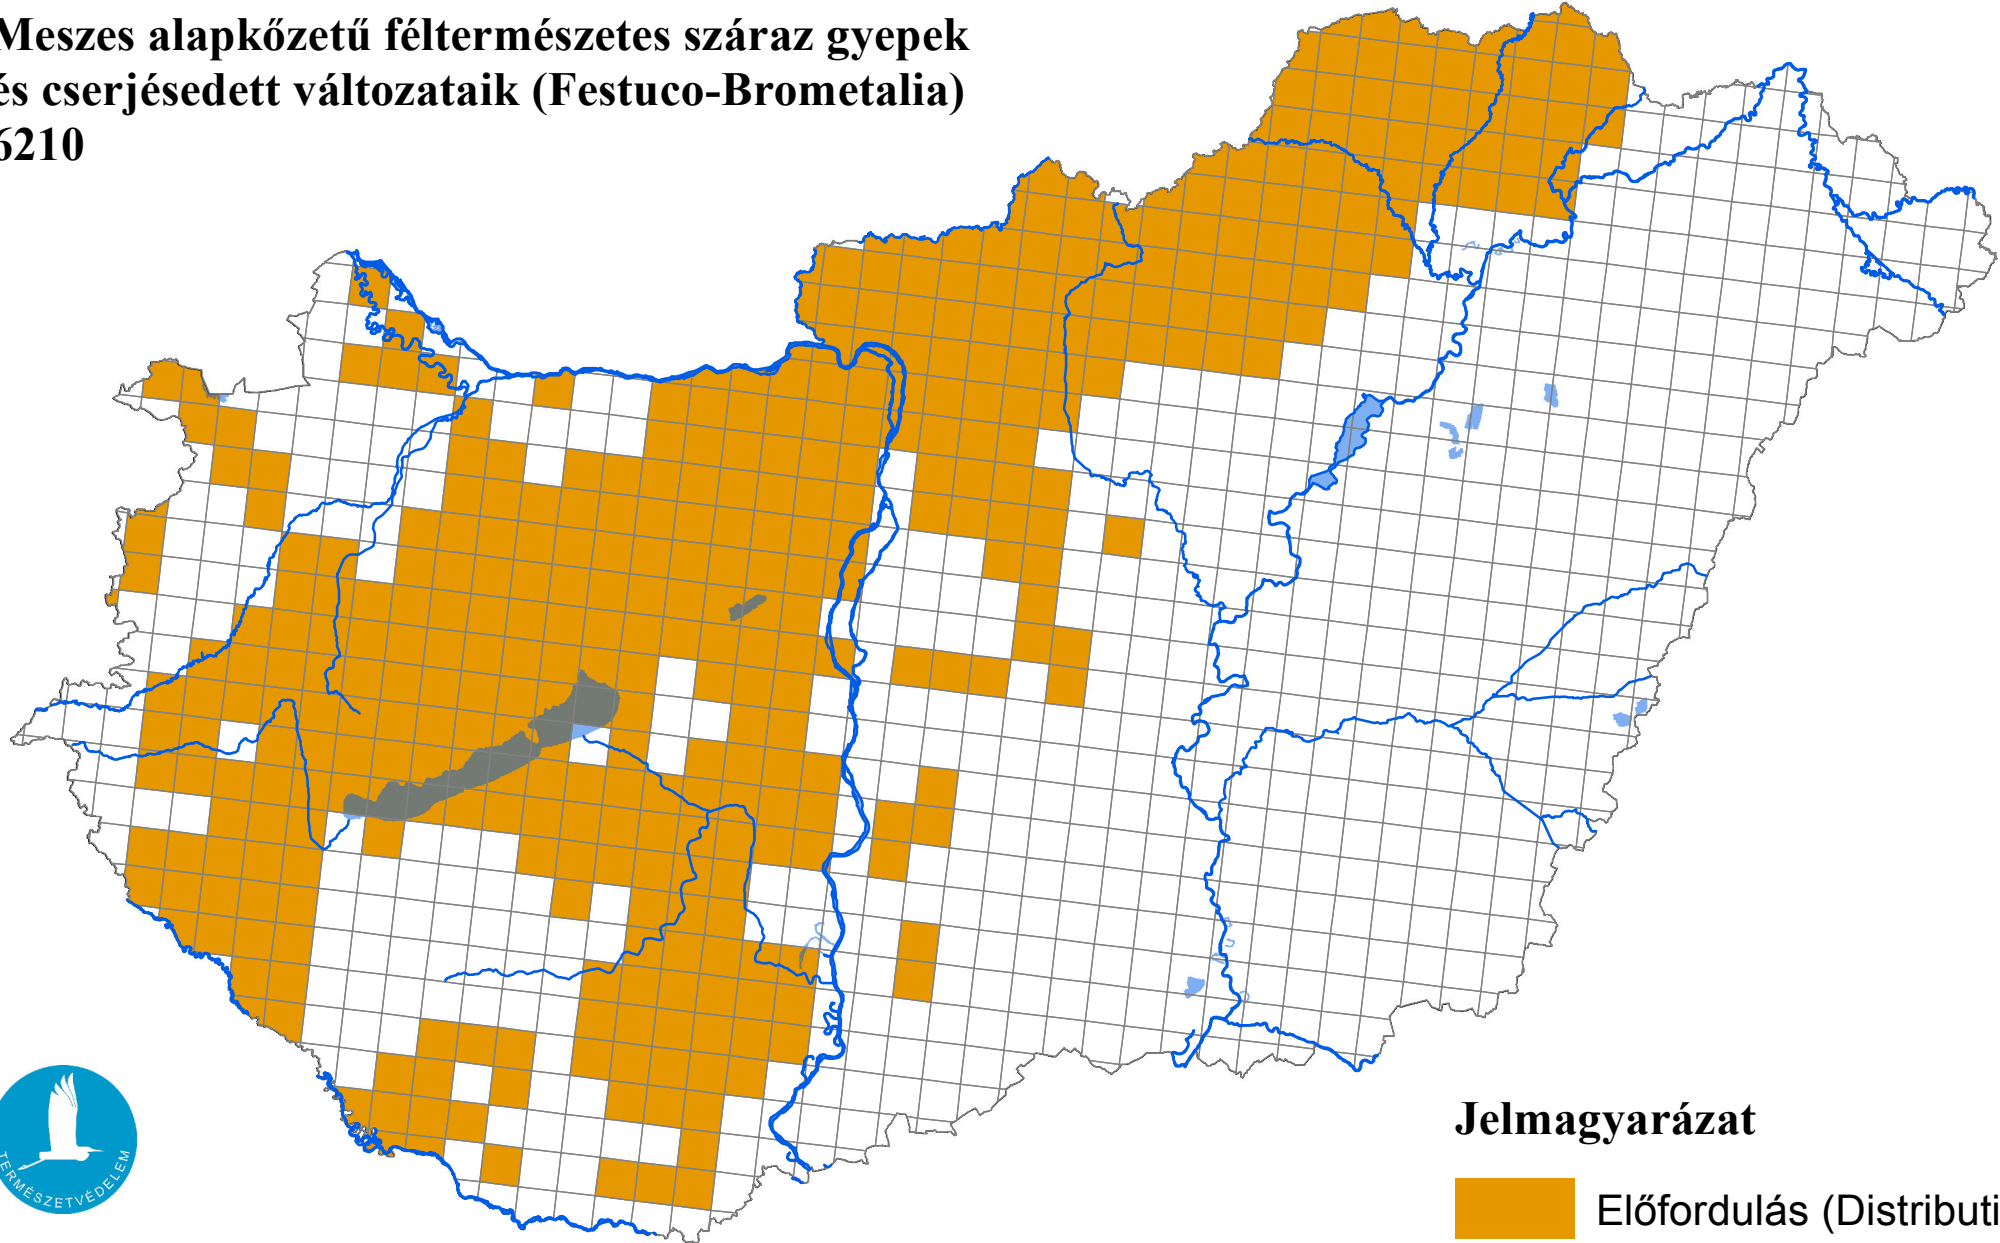 Meszes alapkőzetű féltermészetes száraz gyepek
és cserjésedett változataik (Festuco-Brometalia)
6210
TERMÉSZETVÉDELEM
Jelmagyarázat
Előfordulás (Distributi